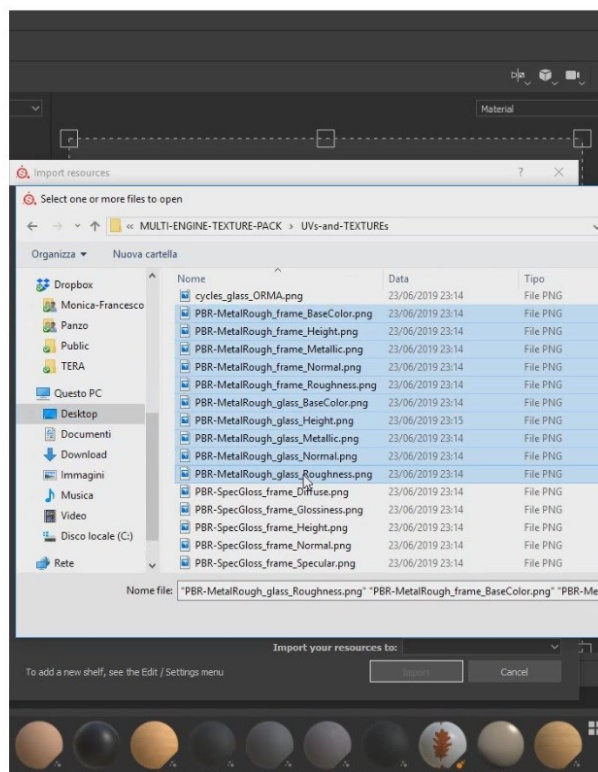 Material
Import resources
? ×
Select one or more files to open
« MULTI-ENGINE-TEXTURE-PACK > UVs-and-TEXTUREs
Organizza Nuova cartella
Nome Data Tipo
cycles_glass_ORMA.png 23/06/2019 23:14 File PNG
PBR-MetalRough_frame_BaseColor.png 23/06/2019 23:14 File PNG
PBR-MetalRough_frame_Height.png 23/06/2019 23:14 File PNG
PBR-MetalRough_frame_Metallic.png 23/06/2019 23:14 File PNG
PBR-MetalRough_frame_Normal.png 23/06/2019 23:14 File PNG
PBR-MetalRough_frame_Roughness.png 23/06/2019 23:14 File PNG
PBR-MetalRough_glass_BaseColor.png 23/06/2019 23:14 File PNG
PBR-MetalRough_glass_Height.png 23/06/2019 23:15 File PNG
PBR-MetalRough_glass_Metallic.png 23/06/2019 23:14 File PNG
PBR-MetalRough_glass_Normal.png 23/06/2019 23:14 File PNG
PBR-MetalRough_glass_Roughness.png 23/06/2019 23:14 File PNG
PBR-SpecGloss_frame_Diffuse.png 23/06/2019 23:14 File PNG
PBR-SpecGloss_frame_Glossiness.png 23/06/2019 23:14 File PNG
PBR-SpecGloss_frame_Height.png 23/06/2019 23:14 File PNG
PBR-SpecGloss_frame_Normal.png 23/06/2019 23:14 File PNG
PBR-SpecGloss_frame_Specular.png 23/06/2019 23:14 File PNG
Dropbox
Monica-Francesco
Panzo
Public
TERA
Questo PC
Desktop
Documenti
Download
Immagini
Musica
Video
Disco locale (C:)
Rete
Nome file: "PBR-MetalRough_glass_Roughness.png" "PBR-MetalRough_frame_BaseColor.png" "PBR-Me
Import your resources to:
To add a new shelf, see the Edit / Settings menu
Import Cancel